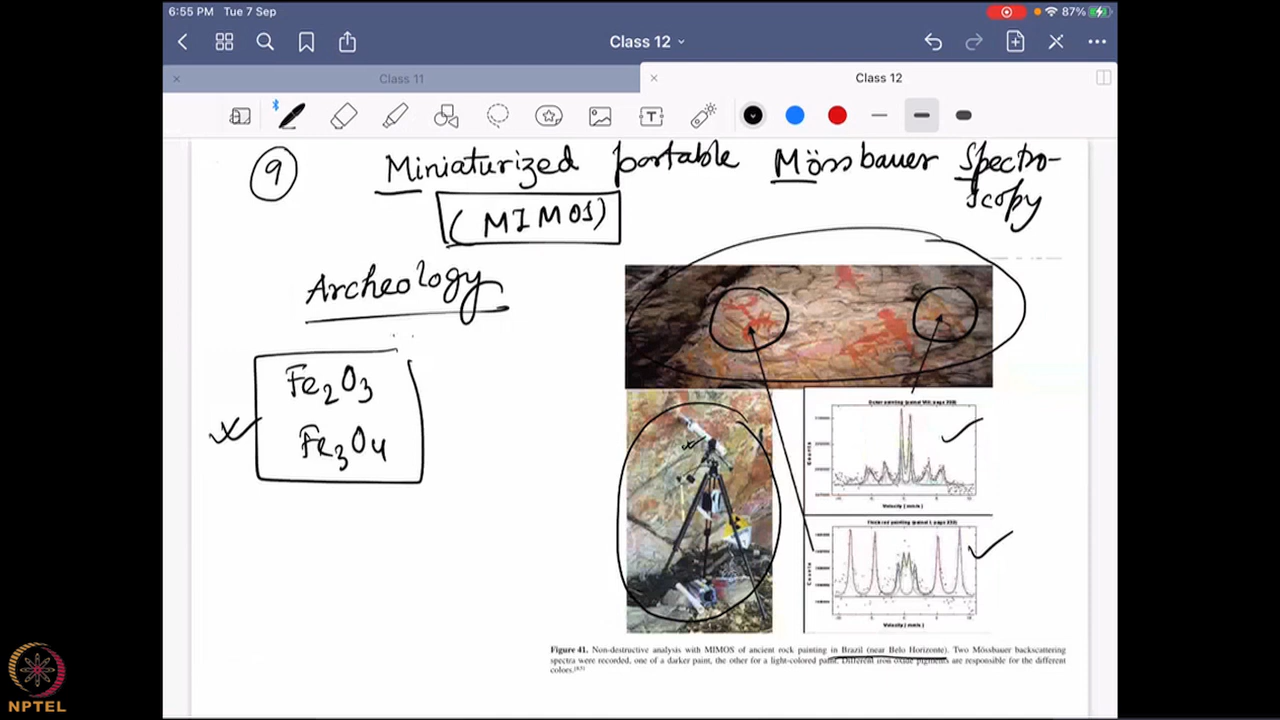 6:55 PM Tue 7 Sep
87%
Class 12
Class 11
Class 12
T
9
Miniaturized portable Mössbauer Spectro-
scopy
(MIMOS)
Archeology
Fe2O3
Fe3O4
Velocity (mm/s)
Velocity (mm/s)
Figure 41. Non-destructive analysis with MIMOS of ancient rock painting in Brazil (near Belo Horizonte). Two Mössbauer backscattering
spectra were recorded, one of a darker paint, the other for a light-colored paint. Different iron oxide pigments are responsible for the different
colors.
NPTEL